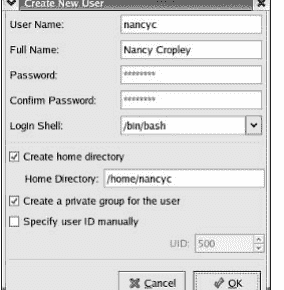 Create New User
User Name: nancyc
Full Name: Nancy Cropley
Password: ********
Confirm Password: ********
Login Shell: /bin/bash
Create home directory
Home Directory: /home/nancyc
Create a private group for the user
Specify user ID manually
UID: 500
Cancel OK